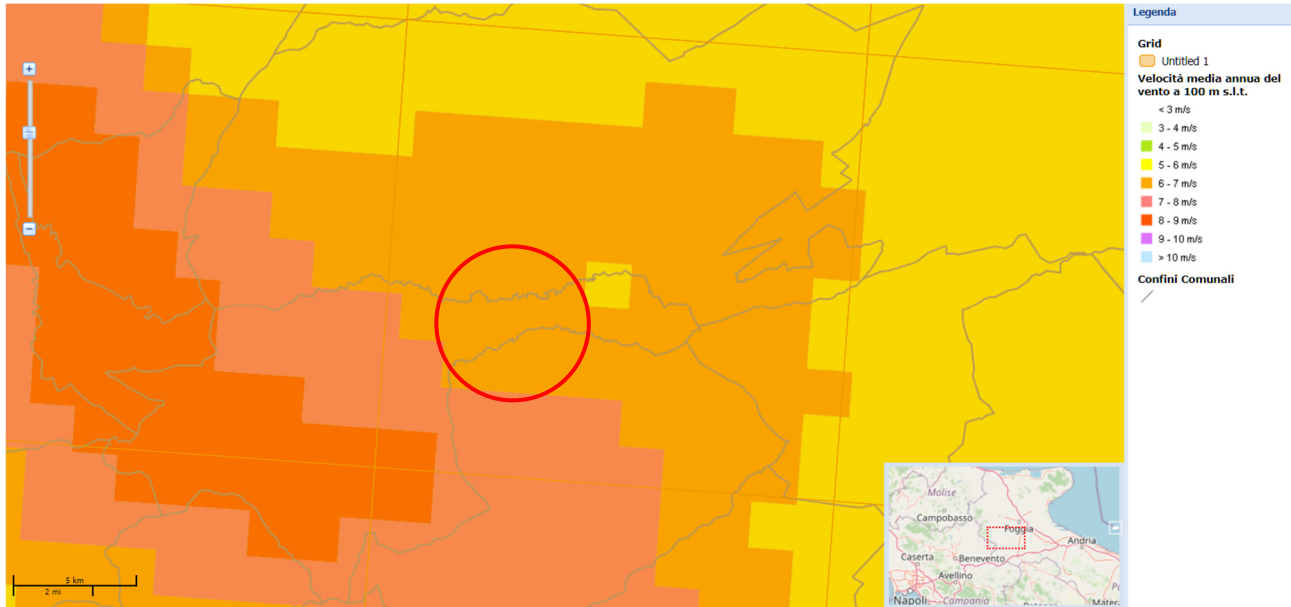 Legenda
Grid
Untitled 1
Velocità media annua del
vento a 100 m s.l.t.
< 3 m/s
3 - 4 m/s
4 - 5 m/s
5 - 6 m/s
6 - 7 m/s
7 - 8 m/s
8 - 9 m/s
9 - 10 m/s
> 10 m/s
Confini Comunali
+
−
5 km
2 mi
Molise
Campobasso
Foggia
Andria
Caserta
Benevento
Avellino
Napoli
Campania
Mater